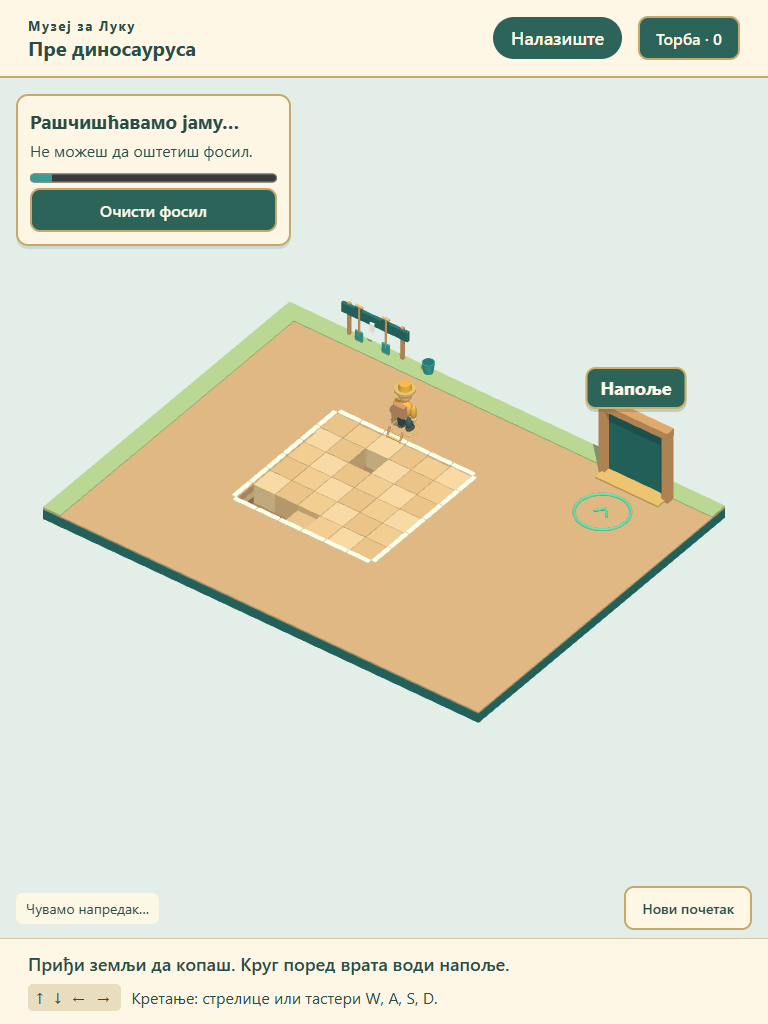 Музеј за Луку
Пре диносауруса
Налазиште
Торба · 0
Рашчишћавамо јаму...
Не можеш да оштетиш фосил.
Очисти фосил
Напоље
Чувамо напредак...
Нови почетак
Приђи земљи да копаш. Круг поред врата води напоље.
↑ ↓ ← → Кретање: стрелице или тастери W, A, S, D.